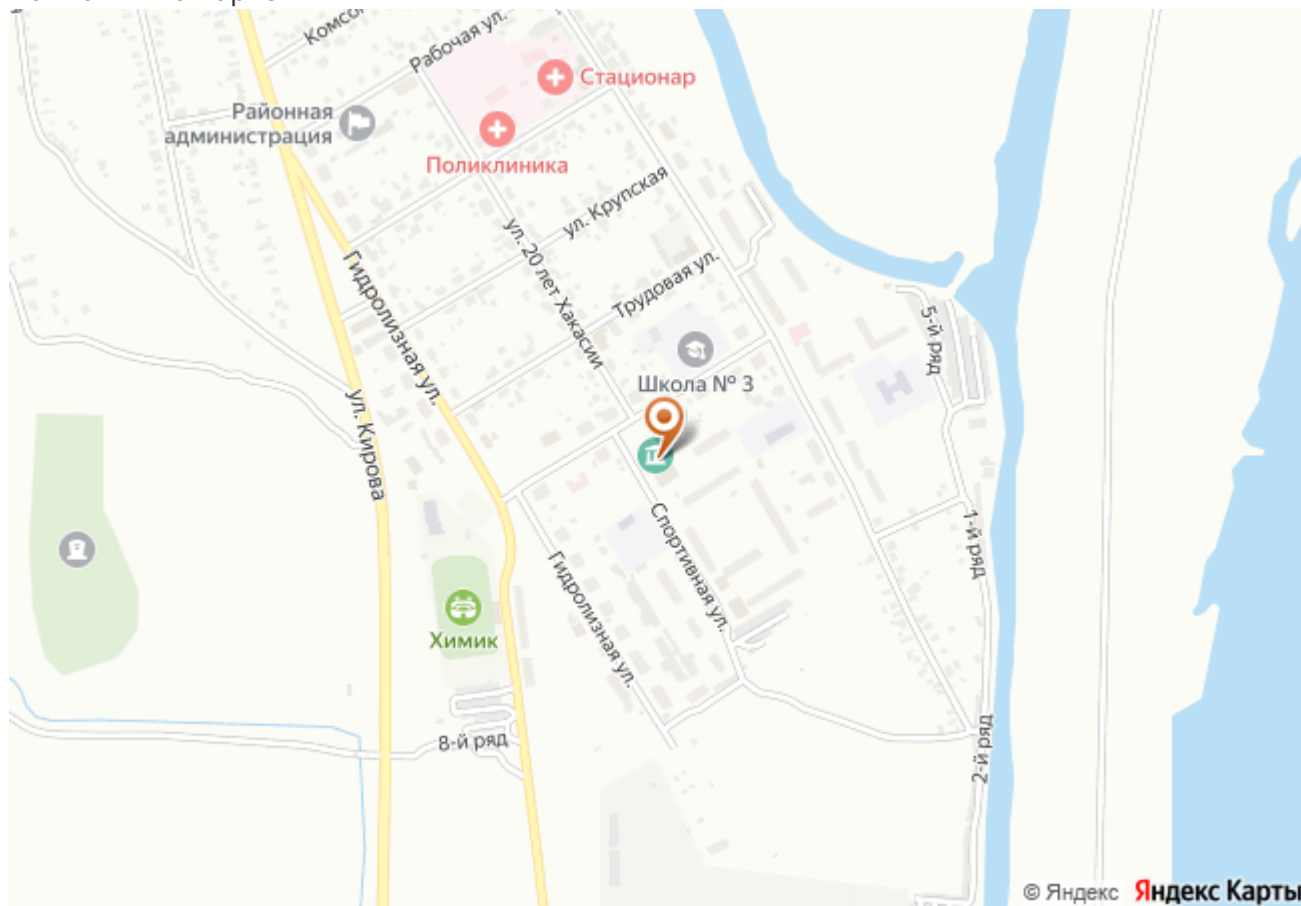 Комсо
Рабочая ул.
Стационар
Районная
администрация
Поликлиника
ул. Крупская
ул. 20 лет Хакасии
Трудовая ул.
Гидролизная ул.
5-й ряд
Школа № 3
ул. Кирова
1-й ряд
Спортивная ул.
Гидролизная ул.
Химик
8-й ряд
2-й ряд
© Яндекс Яндекс Карты